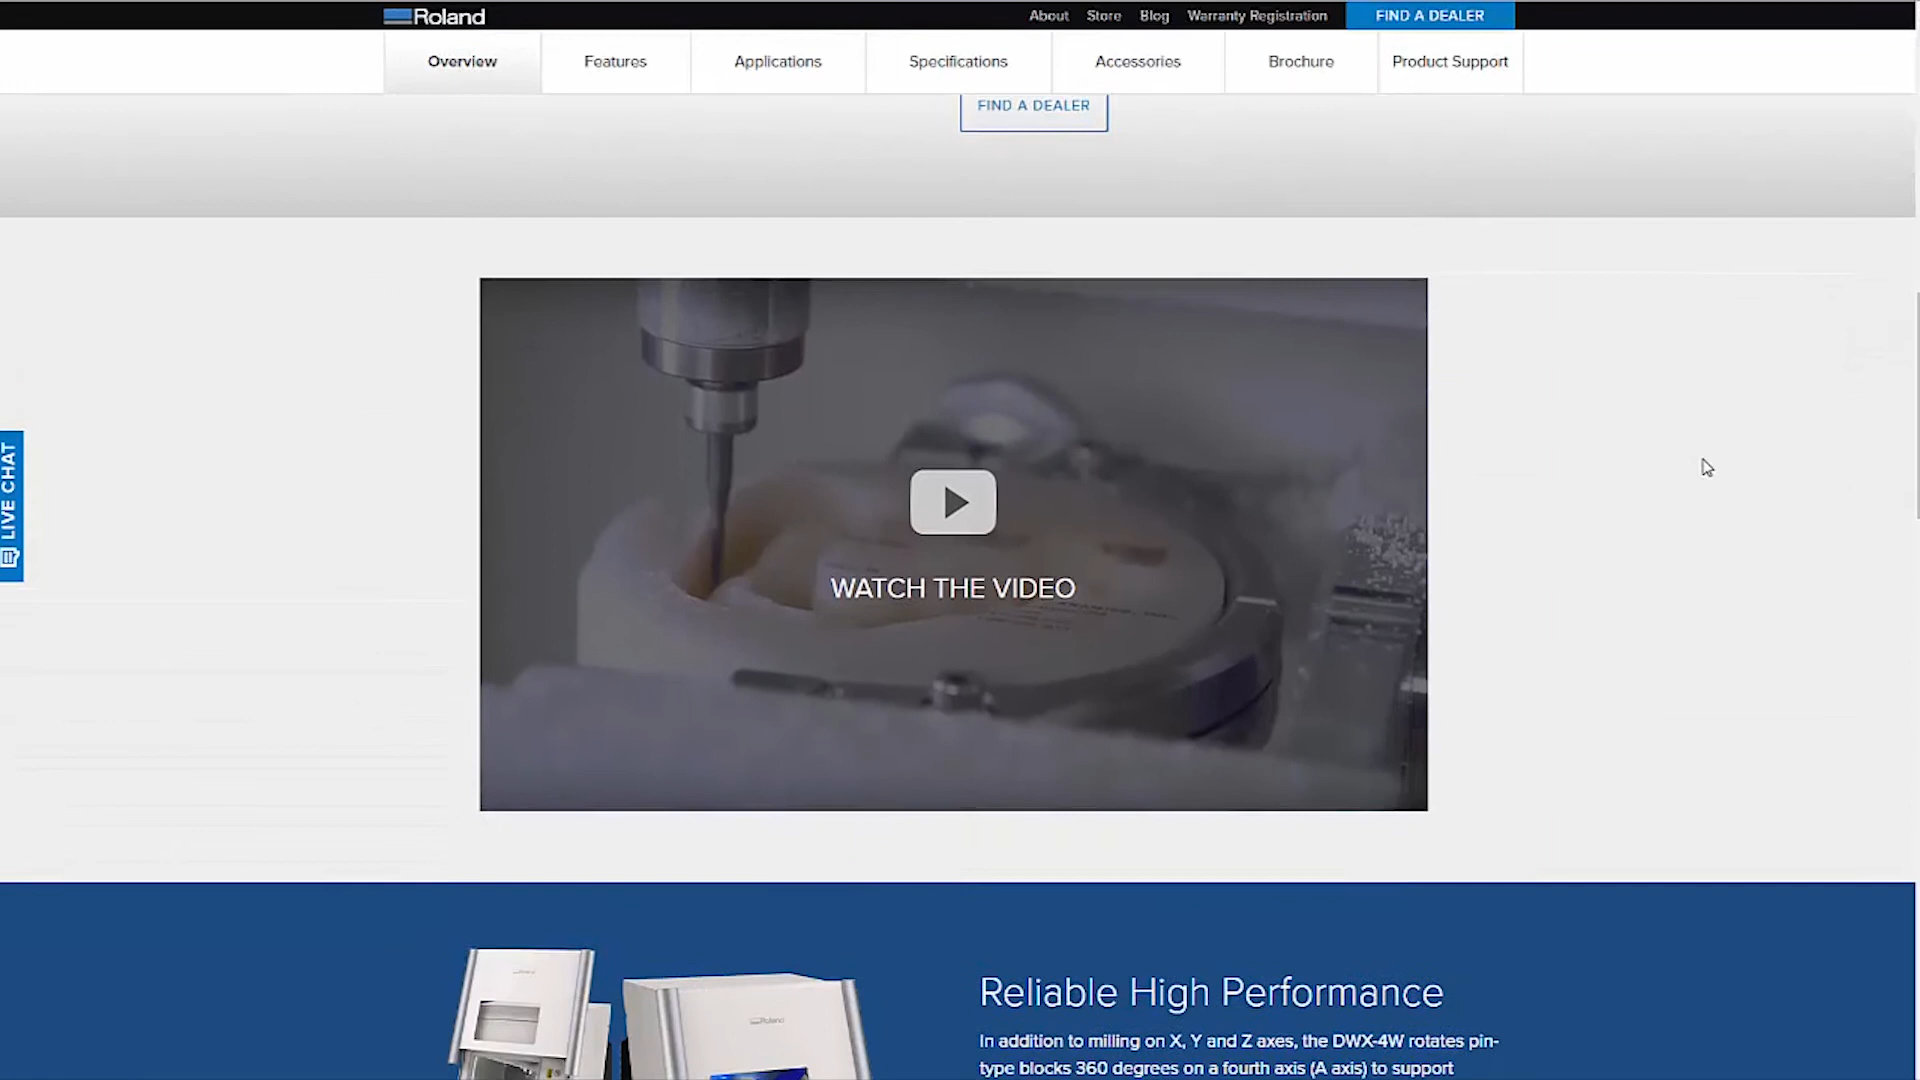 Roland
About Store Blog Warranty Registration FIND A DEALER
Overview Features Applications Specifications Accessories Brochure Product Support
FIND A DEALER
LIVE CHAT
WATCH THE VIDEO
Roland
Reliable High Performance
In addition to milling on X, Y and Z axes, the DWX-4W rotates pin-
type blocks 360 degrees on a fourth axis (A axis) to support